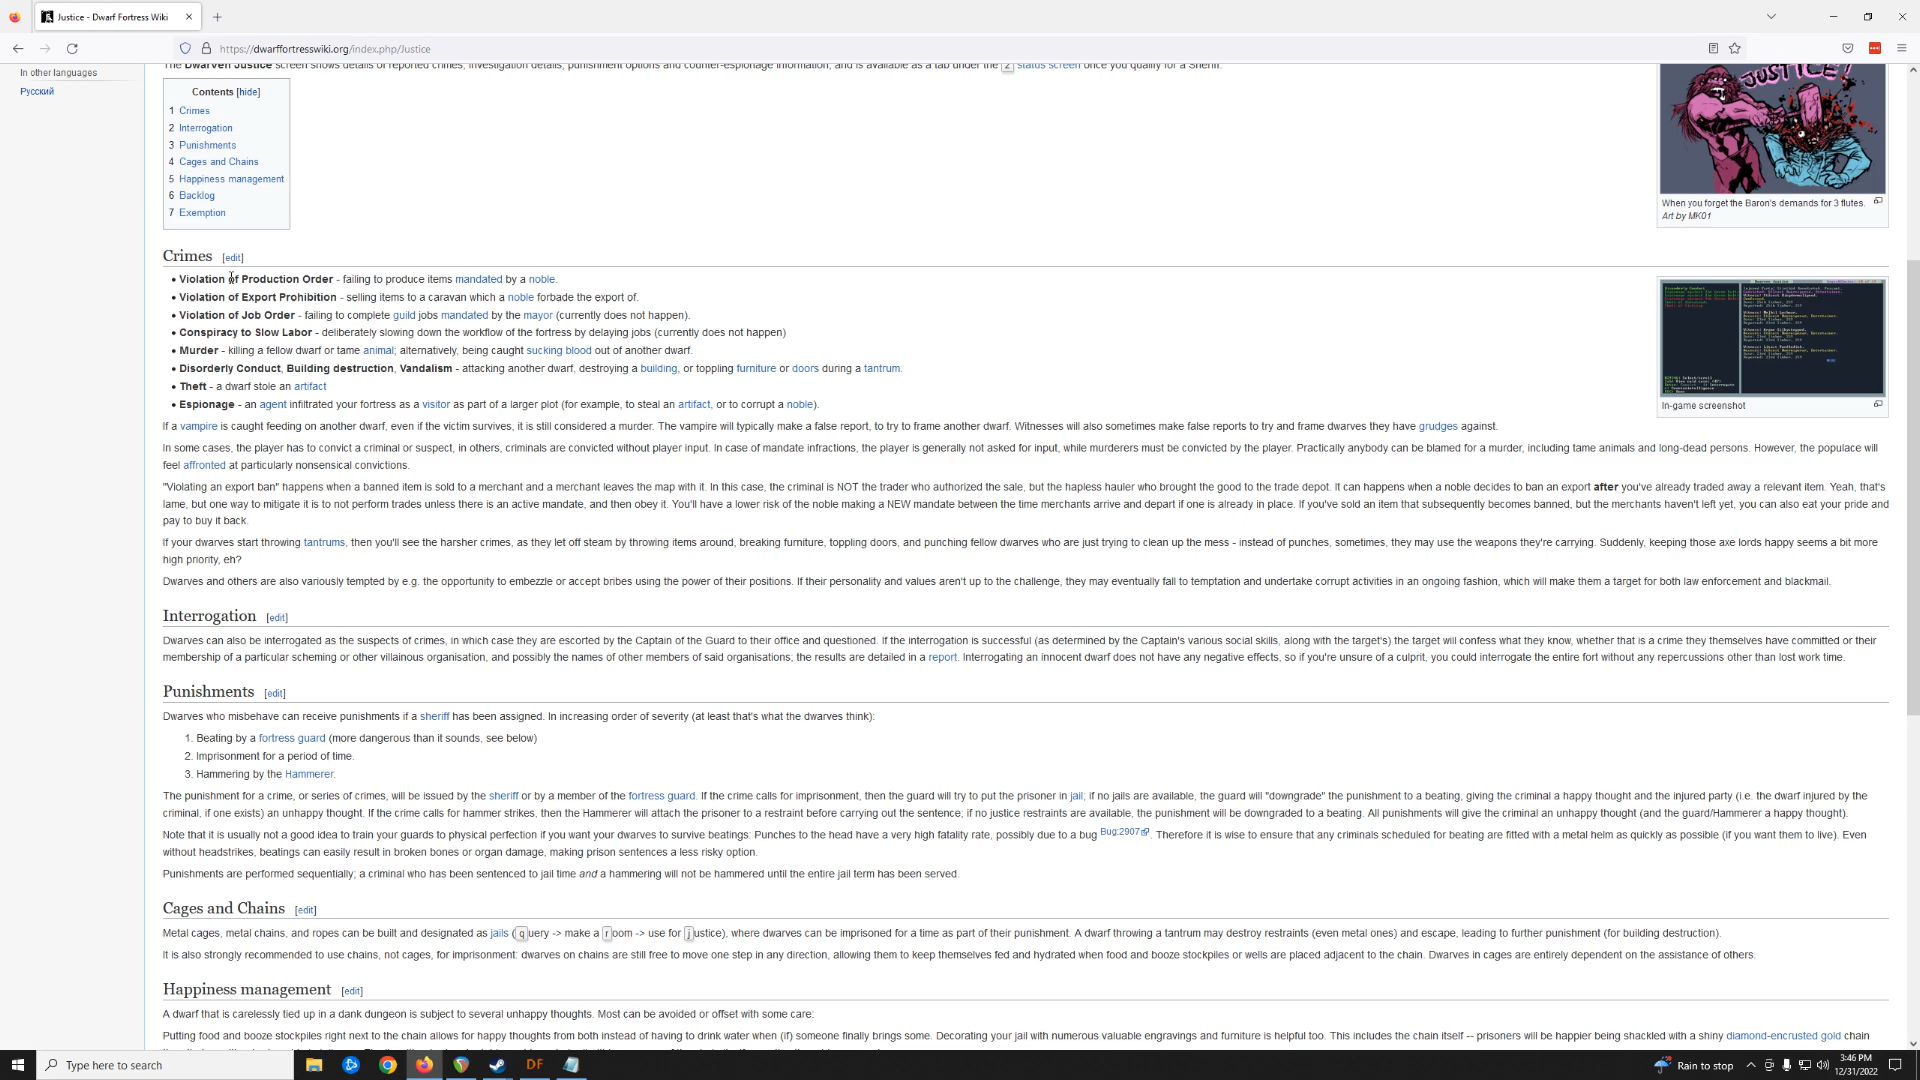 Justice - Dwarf Fortress Wiki
https://dwarffortresswiki.org/index.php/Justice
In other languages
Русский
The Dwarven Justice screen shows details of reported crimes, investigation details, punishment options and counter-espionage information, and is available as a tab under the z status screen once you qualify for a Sheriff.
Contents [hide]
1 Crimes
2 Interrogation
3 Punishments
4 Cages and Chains
5 Happiness management
6 Backlog
7 Exemption
JUSTICE!
When you forget the Baron's demands for 3 flutes.
Art by MK01
Crimes [edit]
• Violation of Production Order - failing to produce items mandated by a noble.
• Violation of Export Prohibition - selling items to a caravan which a noble forbade the export of.
• Violation of Job Order - failing to complete guild jobs mandated by the mayor (currently does not happen).
• Conspiracy to Slow Labor - deliberately slowing down the workflow of the fortress by delaying jobs (currently does not happen)
• Murder - killing a fellow dwarf or tame animal; alternatively, being caught sucking blood out of another dwarf.
• Disorderly Conduct, Building destruction, Vandalism - attacking another dwarf, destroying a building, or toppling furniture or doors during a tantrum.
• Theft - a dwarf stole an artifact
• Espionage - an agent infiltrated your fortress as a visitor as part of a larger plot (for example, to steal an artifact, or to corrupt a noble).
In-game screenshot
If a vampire is caught feeding on another dwarf, even if the victim survives, it is still considered a murder. The vampire will typically make a false report, to try to frame another dwarf. Witnesses will also sometimes make false reports to try and frame dwarves they have grudges against.
In some cases, the player has to convict a criminal or suspect, in others, criminals are convicted without player input. In case of mandate infractions, the player is generally not asked for input, while murderers must be convicted by the player. Practically anybody can be blamed for a murder, including tame animals and long-dead persons. However, the populace will
feel affronted at particularly nonsensical convictions.
"Violating an export ban" happens when a banned item is sold to a merchant and a merchant leaves the map with it. In this case, the criminal is NOT the trader who authorized the sale, but the hapless hauler who brought the good to the trade depot. It can happens when a noble decides to ban an export after you've already traded away a relevant item. Yeah, that's
lame, but one way to mitigate it is to not perform trades unless there is an active mandate, and then obey it. You'll have a lower risk of the noble making a NEW mandate between the time merchants arrive and depart if one is already in place. If you've sold an item that subsequently becomes banned, but the merchants haven't left yet, you can also eat your pride and
pay to buy it back.
If your dwarves start throwing tantrums, then you'll see the harsher crimes, as they let off steam by throwing items around, breaking furniture, toppling doors, and punching fellow dwarves who are just trying to clean up the mess - instead of punches, sometimes, they may use the weapons they're carrying. Suddenly, keeping those axe lords happy seems a bit more
high priority, eh?
Dwarves and others are also variously tempted by e.g. the opportunity to embezzle or accept bribes using the power of their positions. If their personality and values aren't up to the challenge, they may eventually fall to temptation and undertake corrupt activities in an ongoing fashion, which will make them a target for both law enforcement and blackmail.
Interrogation [edit]
Dwarves can also be interrogated as the suspects of crimes, in which case they are escorted by the Captain of the Guard to their office and questioned. If the interrogation is successful (as determined by the Captain's various social skills, along with the target's) the target will confess what they know, whether that is a crime they themselves have committed or their
membership of a particular scheming or other villainous organisation, and possibly the names of other members of said organisations; the results are detailed in a report. Interrogating an innocent dwarf does not have any negative effects, so if you're unsure of a culprit, you could interrogate the entire fort without any repercussions other than lost work time.
Punishments [edit]
Dwarves who misbehave can receive punishments if a sheriff has been assigned. In increasing order of severity (at least that's what the dwarves think):
1. Beating by a fortress guard (more dangerous than it sounds, see below)
2. Imprisonment for a period of time.
3. Hammering by the Hammerer.
The punishment for a crime, or series of crimes, will be issued by the sheriff or by a member of the fortress guard. If the crime calls for imprisonment, then the guard will try to put the prisoner in jail; if no jails are available, the guard will "downgrade" the punishment to a beating, giving the criminal a happy thought and the injured party (i.e. the dwarf injured by the
criminal, if one exists) an unhappy thought. If the crime calls for hammer strikes, then the Hammerer will attach the prisoner to a restraint before carrying out the sentence; if no justice restraints are available, the punishment will be downgraded to a beating. All punishments will give the criminal an unhappy thought (and the guard/Hammerer a happy thought).
Note that it is usually not a good idea to train your guards to physical perfection if you want your dwarves to survive beatings: Punches to the head have a very high fatality rate, possibly due to a bug Bug:2907. Therefore it is wise to ensure that any criminals scheduled for beating are fitted with a metal helm as quickly as possible (if you want them to live). Even
without headstrikes, beatings can easily result in broken bones or organ damage, making prison sentences a less risky option.
Punishments are performed sequentially; a criminal who has been sentenced to jail time and a hammering will not be hammered until the entire jail term has been served.
Cages and Chains [edit]
Metal cages, metal chains, and ropes can be built and designated as jails (query -> make a room -> use for justice), where dwarves can be imprisoned for a time as part of their punishment. A dwarf throwing a tantrum may destroy restraints (even metal ones) and escape, leading to further punishment (for building destruction).
It is also strongly recommended to use chains, not cages, for imprisonment: dwarves on chains are still free to move one step in any direction, allowing them to keep themselves fed and hydrated when food and booze stockpiles or wells are placed adjacent to the chain. Dwarves in cages are entirely dependent on the assistance of others.
Happiness management [edit]
A dwarf that is carelessly tied up in a dank dungeon is subject to several unhappy thoughts. Most can be avoided or offset with some care:
Putting food and booze stockpiles right next to the chain allows for happy thoughts from both instead of having to drink water when (if) someone finally brings some. Decorating your jail with numerous valuable engravings and furniture is helpful too. This includes the chain itself -- prisoners will be happier being shackled with a shiny diamond-encrusted gold chain
Type here to search
DF
Rain to stop
3:46 PM
12/31/2022